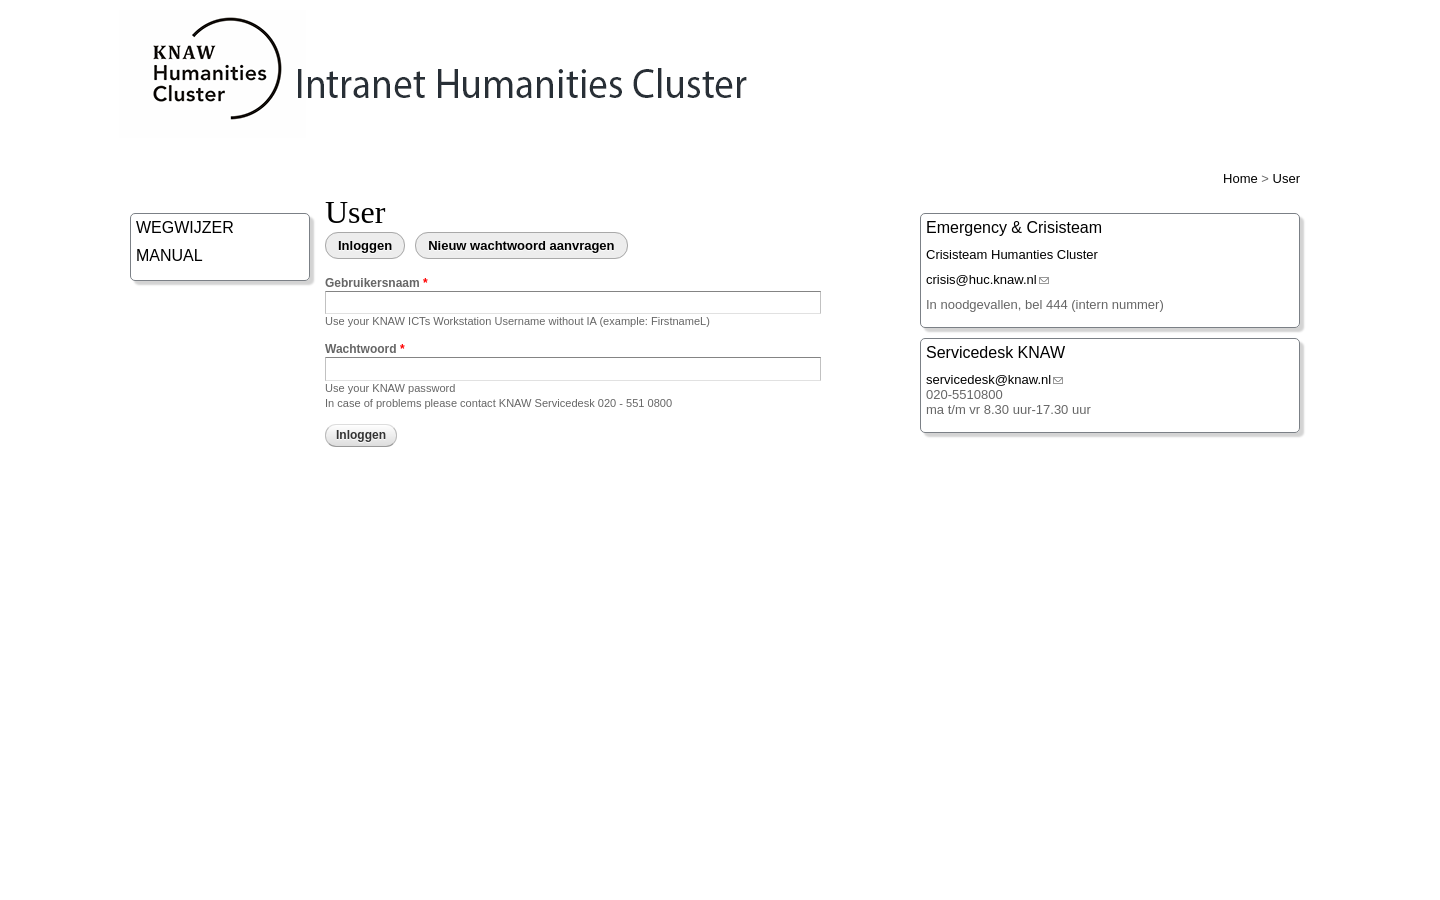 KNAW
Humanities
Cluster
Intranet Humanities Cluster
Home > User
WEGWIJZER
MANUAL
User
Inloggen
Nieuw wachtwoord aanvragen
Gebruikersnaam *
Use your KNAW ICTs Workstation Username without IA (example: FirstnameL)
Wachtwoord *
Use your KNAW password
In case of problems please contact KNAW Servicedesk 020 - 551 0800
Inloggen
Emergency & Crisisteam
Crisisteam Humanties Cluster
crisis@huc.knaw.nl
In noodgevallen, bel 444 (intern nummer)
Servicedesk KNAW
servicedesk@knaw.nl
020-5510800
ma t/m vr 8.30 uur-17.30 uur